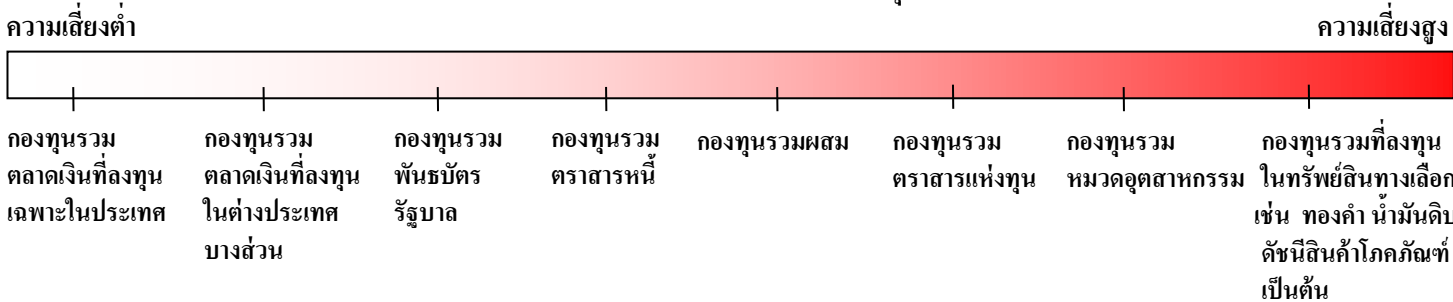 ความเสี่ยงต่ำ
ความเสี่ยงสูง
กองทุนรวม
ตลาดเงินที่ลงทุน
เฉพาะในประเทศ
กองทุนรวม
ตลาดเงินที่ลงทุน
ในต่างประเทศ
บางส่วน
กองทุนรวม
พันธบัตร
รัฐบาล
กองทุนรวม
ตราสารหนี้
กองทุนรวมผสม
กองทุนรวม
ตราสารแห่งทุน
กองทุนรวม
หมวดอุตสาหกรรม
กองทุนรวมที่ลงทุน
ในทรัพย์สินทางเลือก
เช่น ทองคำ น้ำมันดิบ
ดัชนีสินค้าโภคภัณฑ์
เป็นต้น